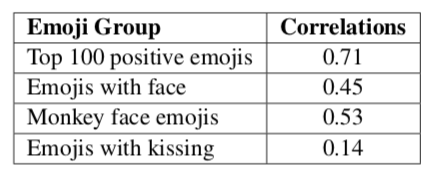 Emoji Group Correlations
Top 100 positive emojis 0.71
Emojis with face 0.45
Monkey face emojis 0.53
Emojis with kissing 0.14